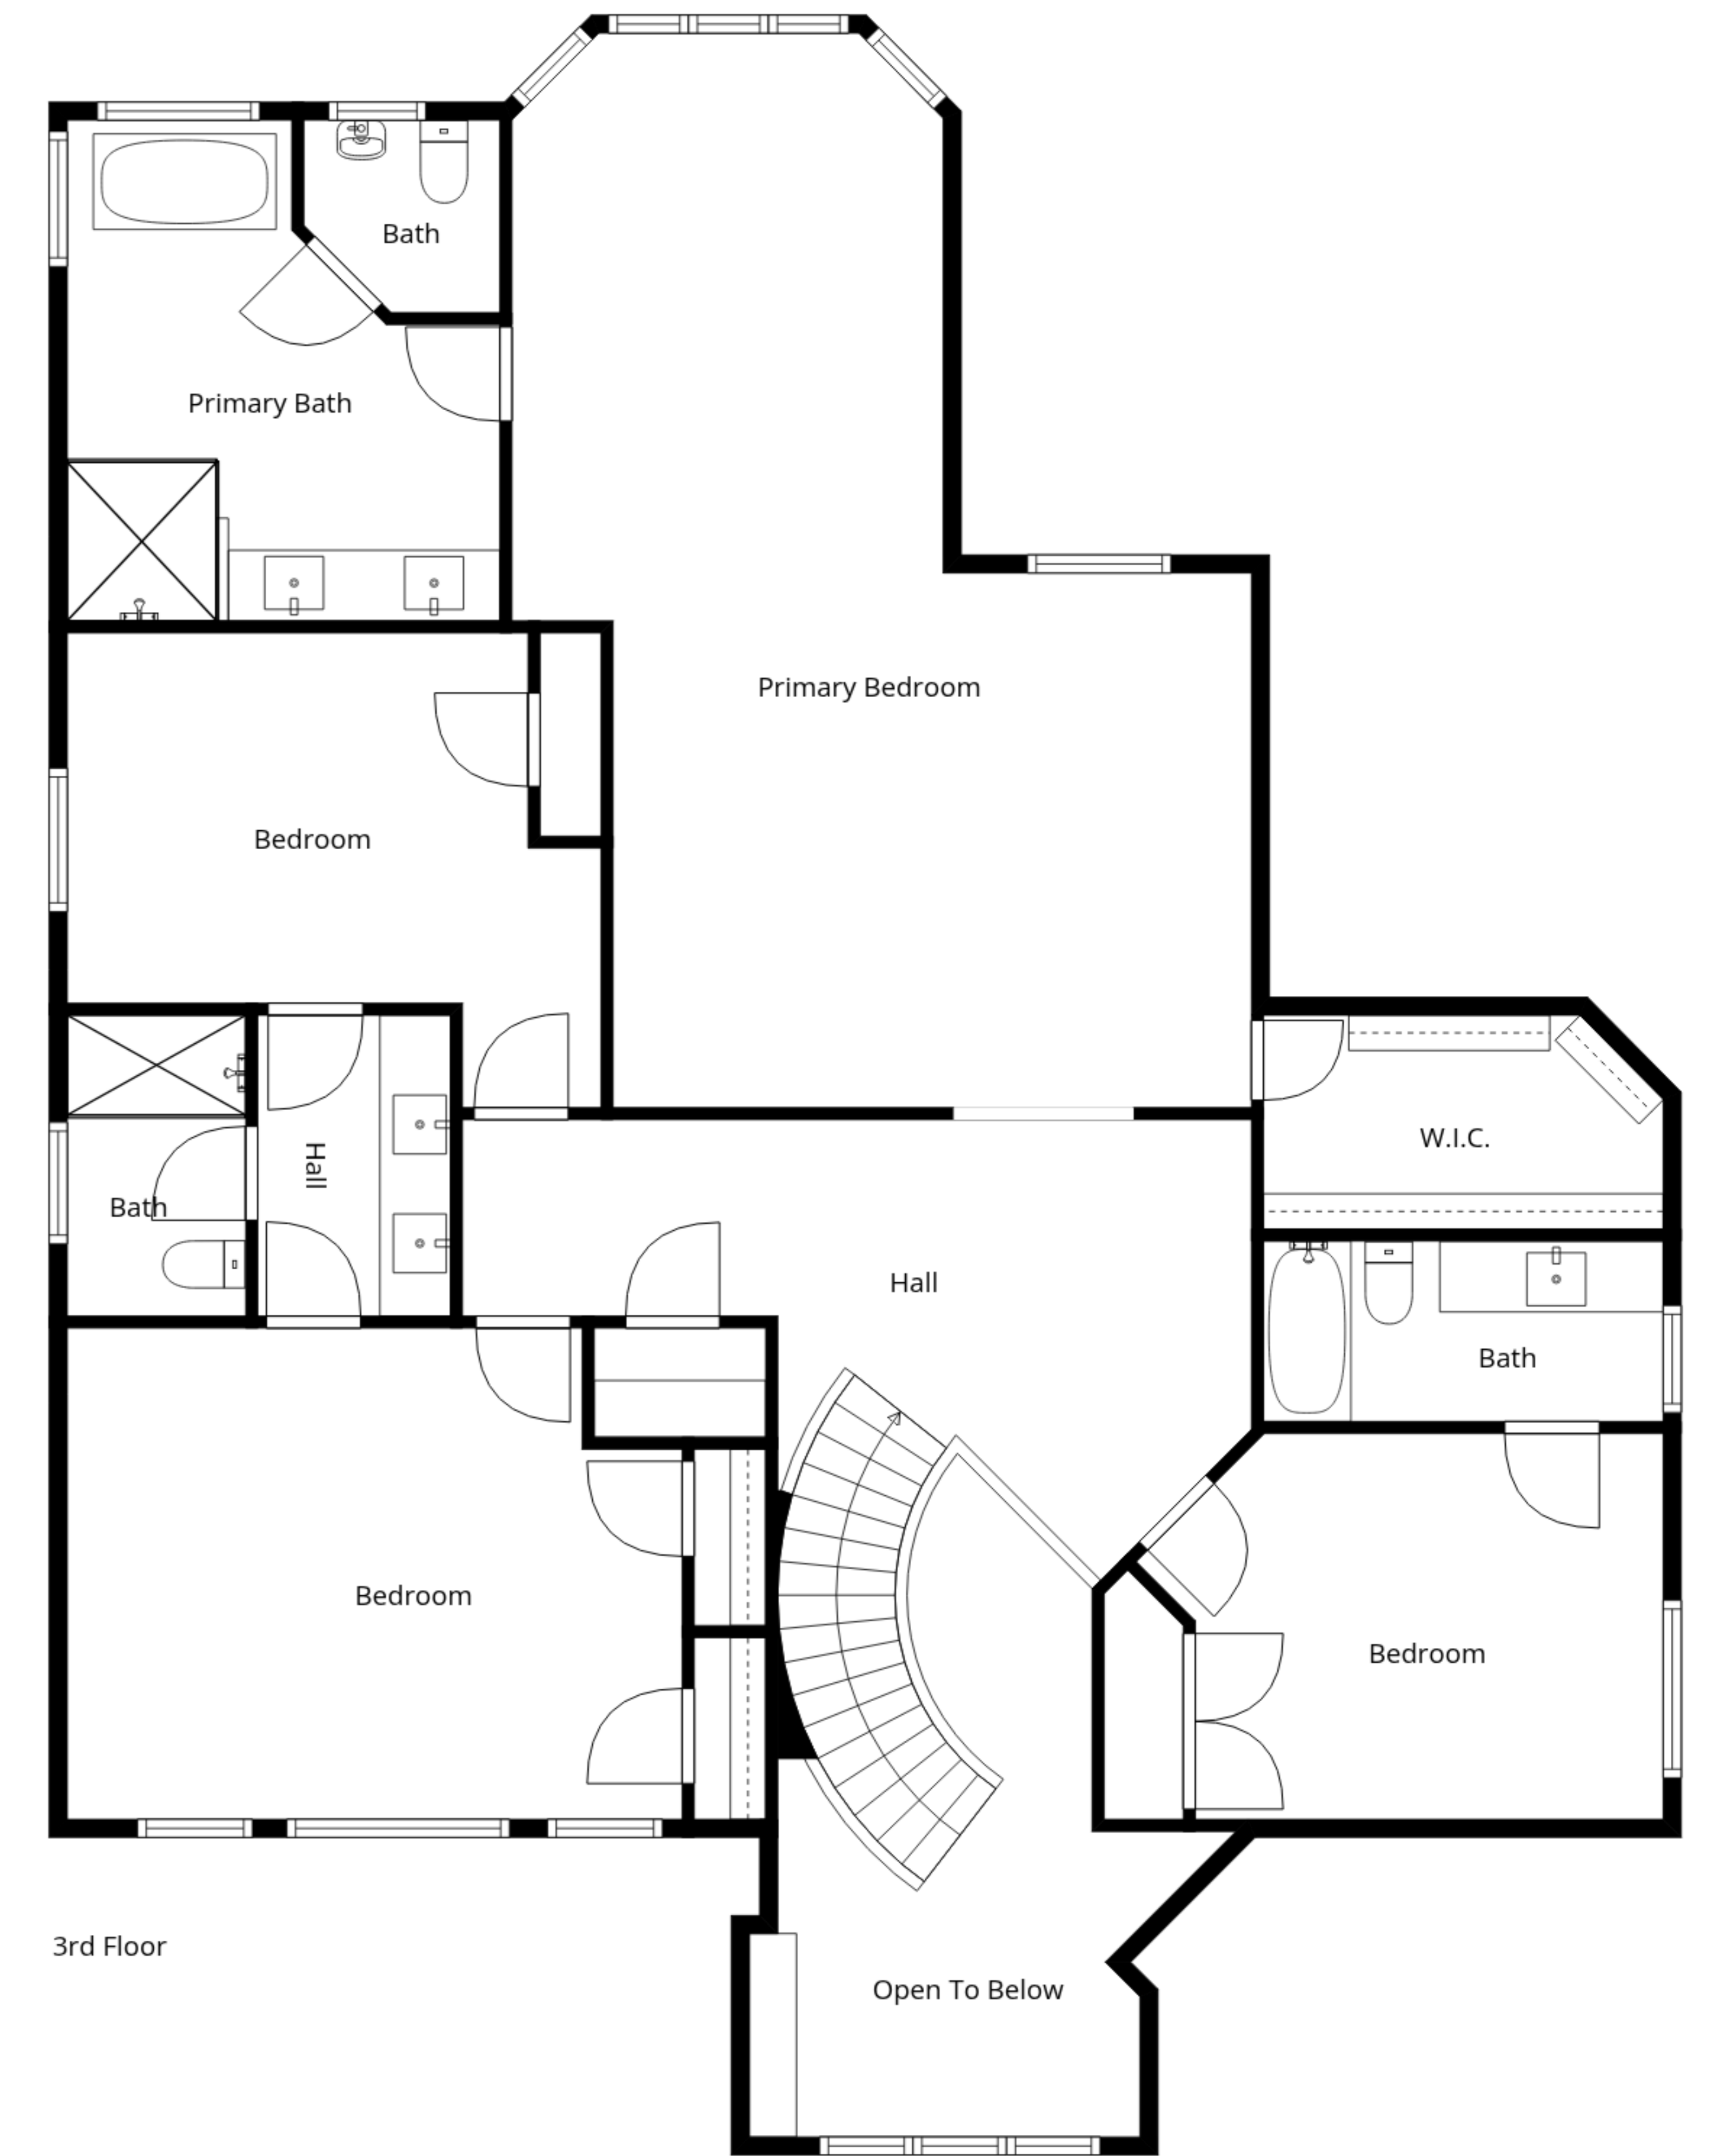 Bath
Primary Bath
Primary Bedroom
Bedroom
W.I.C.
Hall
Bath
Hall
Bath
Bedroom
Bedroom
3rd Floor
Open To Below